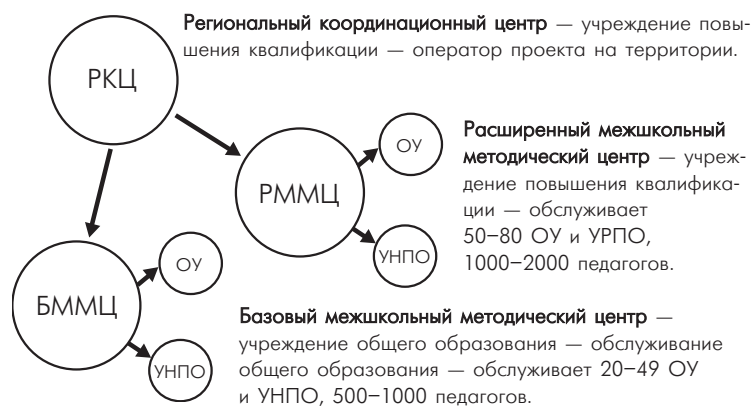 Региональный координационный центр — учреждение повы-
шения квалификации — оператор проекта на территории.
РКЦ
ОУ
Расширенный межшкольный
методический центр — учреж-
дение повышения квалифика-
ции — обслуживает
50–80 ОУ и УРПО,
1000–2000 педагогов.
РММЦ
УНПО
ОУ
БММЦ
УНПО
Базовый межшкольный методический центр —
учреждение общего образования — обслуживание
общего образования — обслуживает 20–49 ОУ
и УНПО, 500–1000 педагогов.